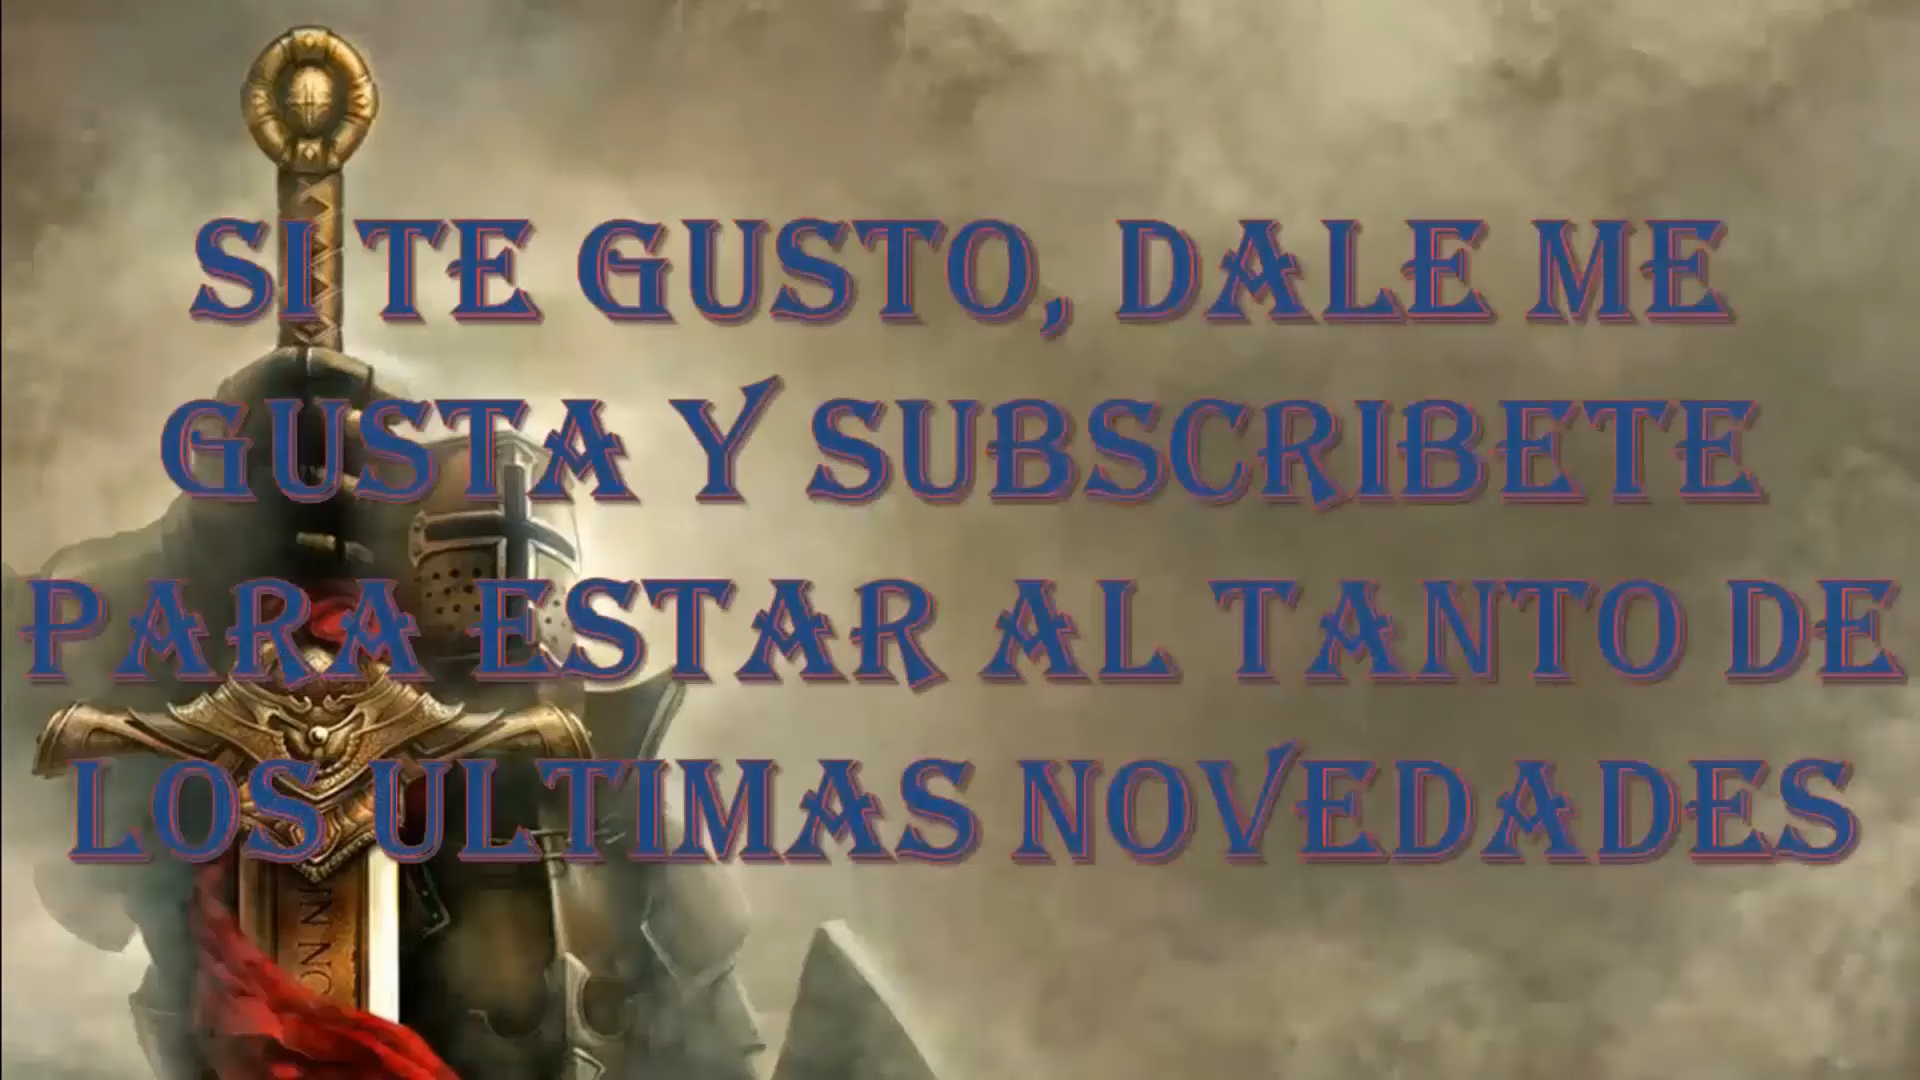 SI TE GUSTO, DALE ME
GUSTA Y SUBSCRIBETE
PARA ESTAR AL TANTO DE
LOS ULTIMAS NOVEDADES